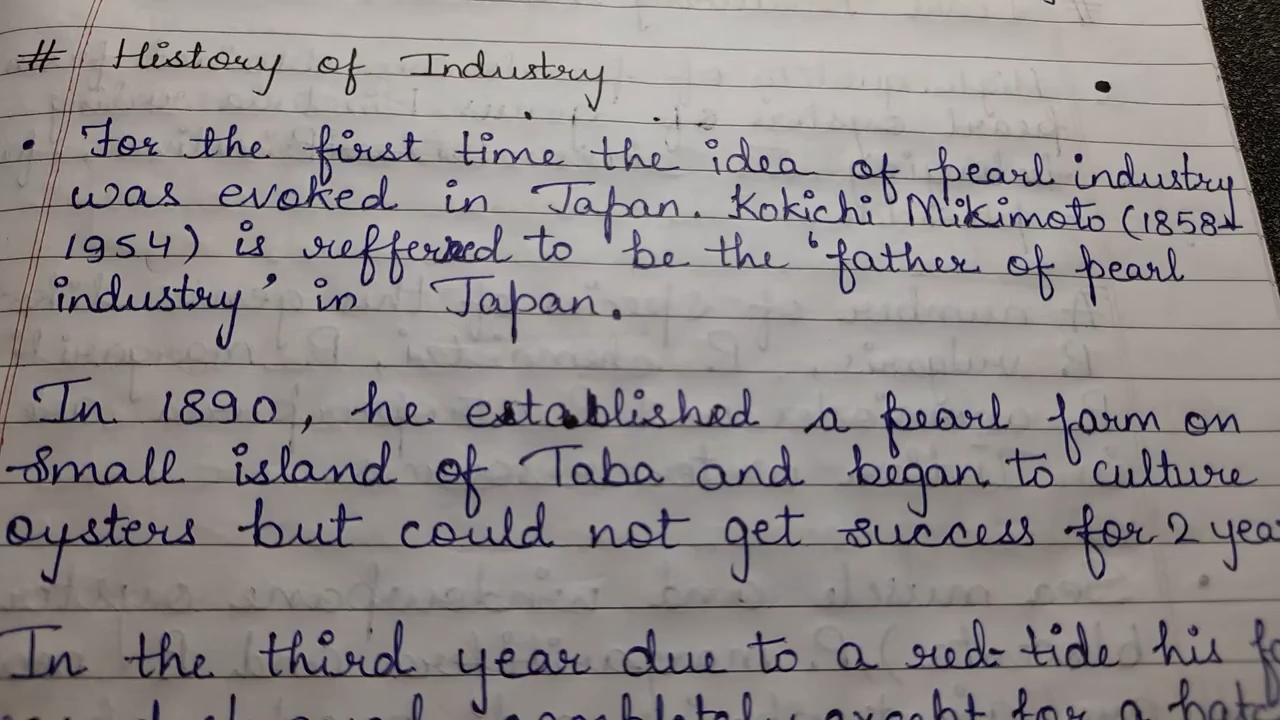 # History of Industry
• For the first time the idea of pearl industry
was evoked in Japan. Kokichi Mikimoto (1858-
1954) is refferred to be the 'father of pearl
industry' in Japan.
In 1890, he established a pearl farm on
small island of Taba and began to culture
oysters but could not get success for 2 yea
In the third year due to a red-tide his
except for a